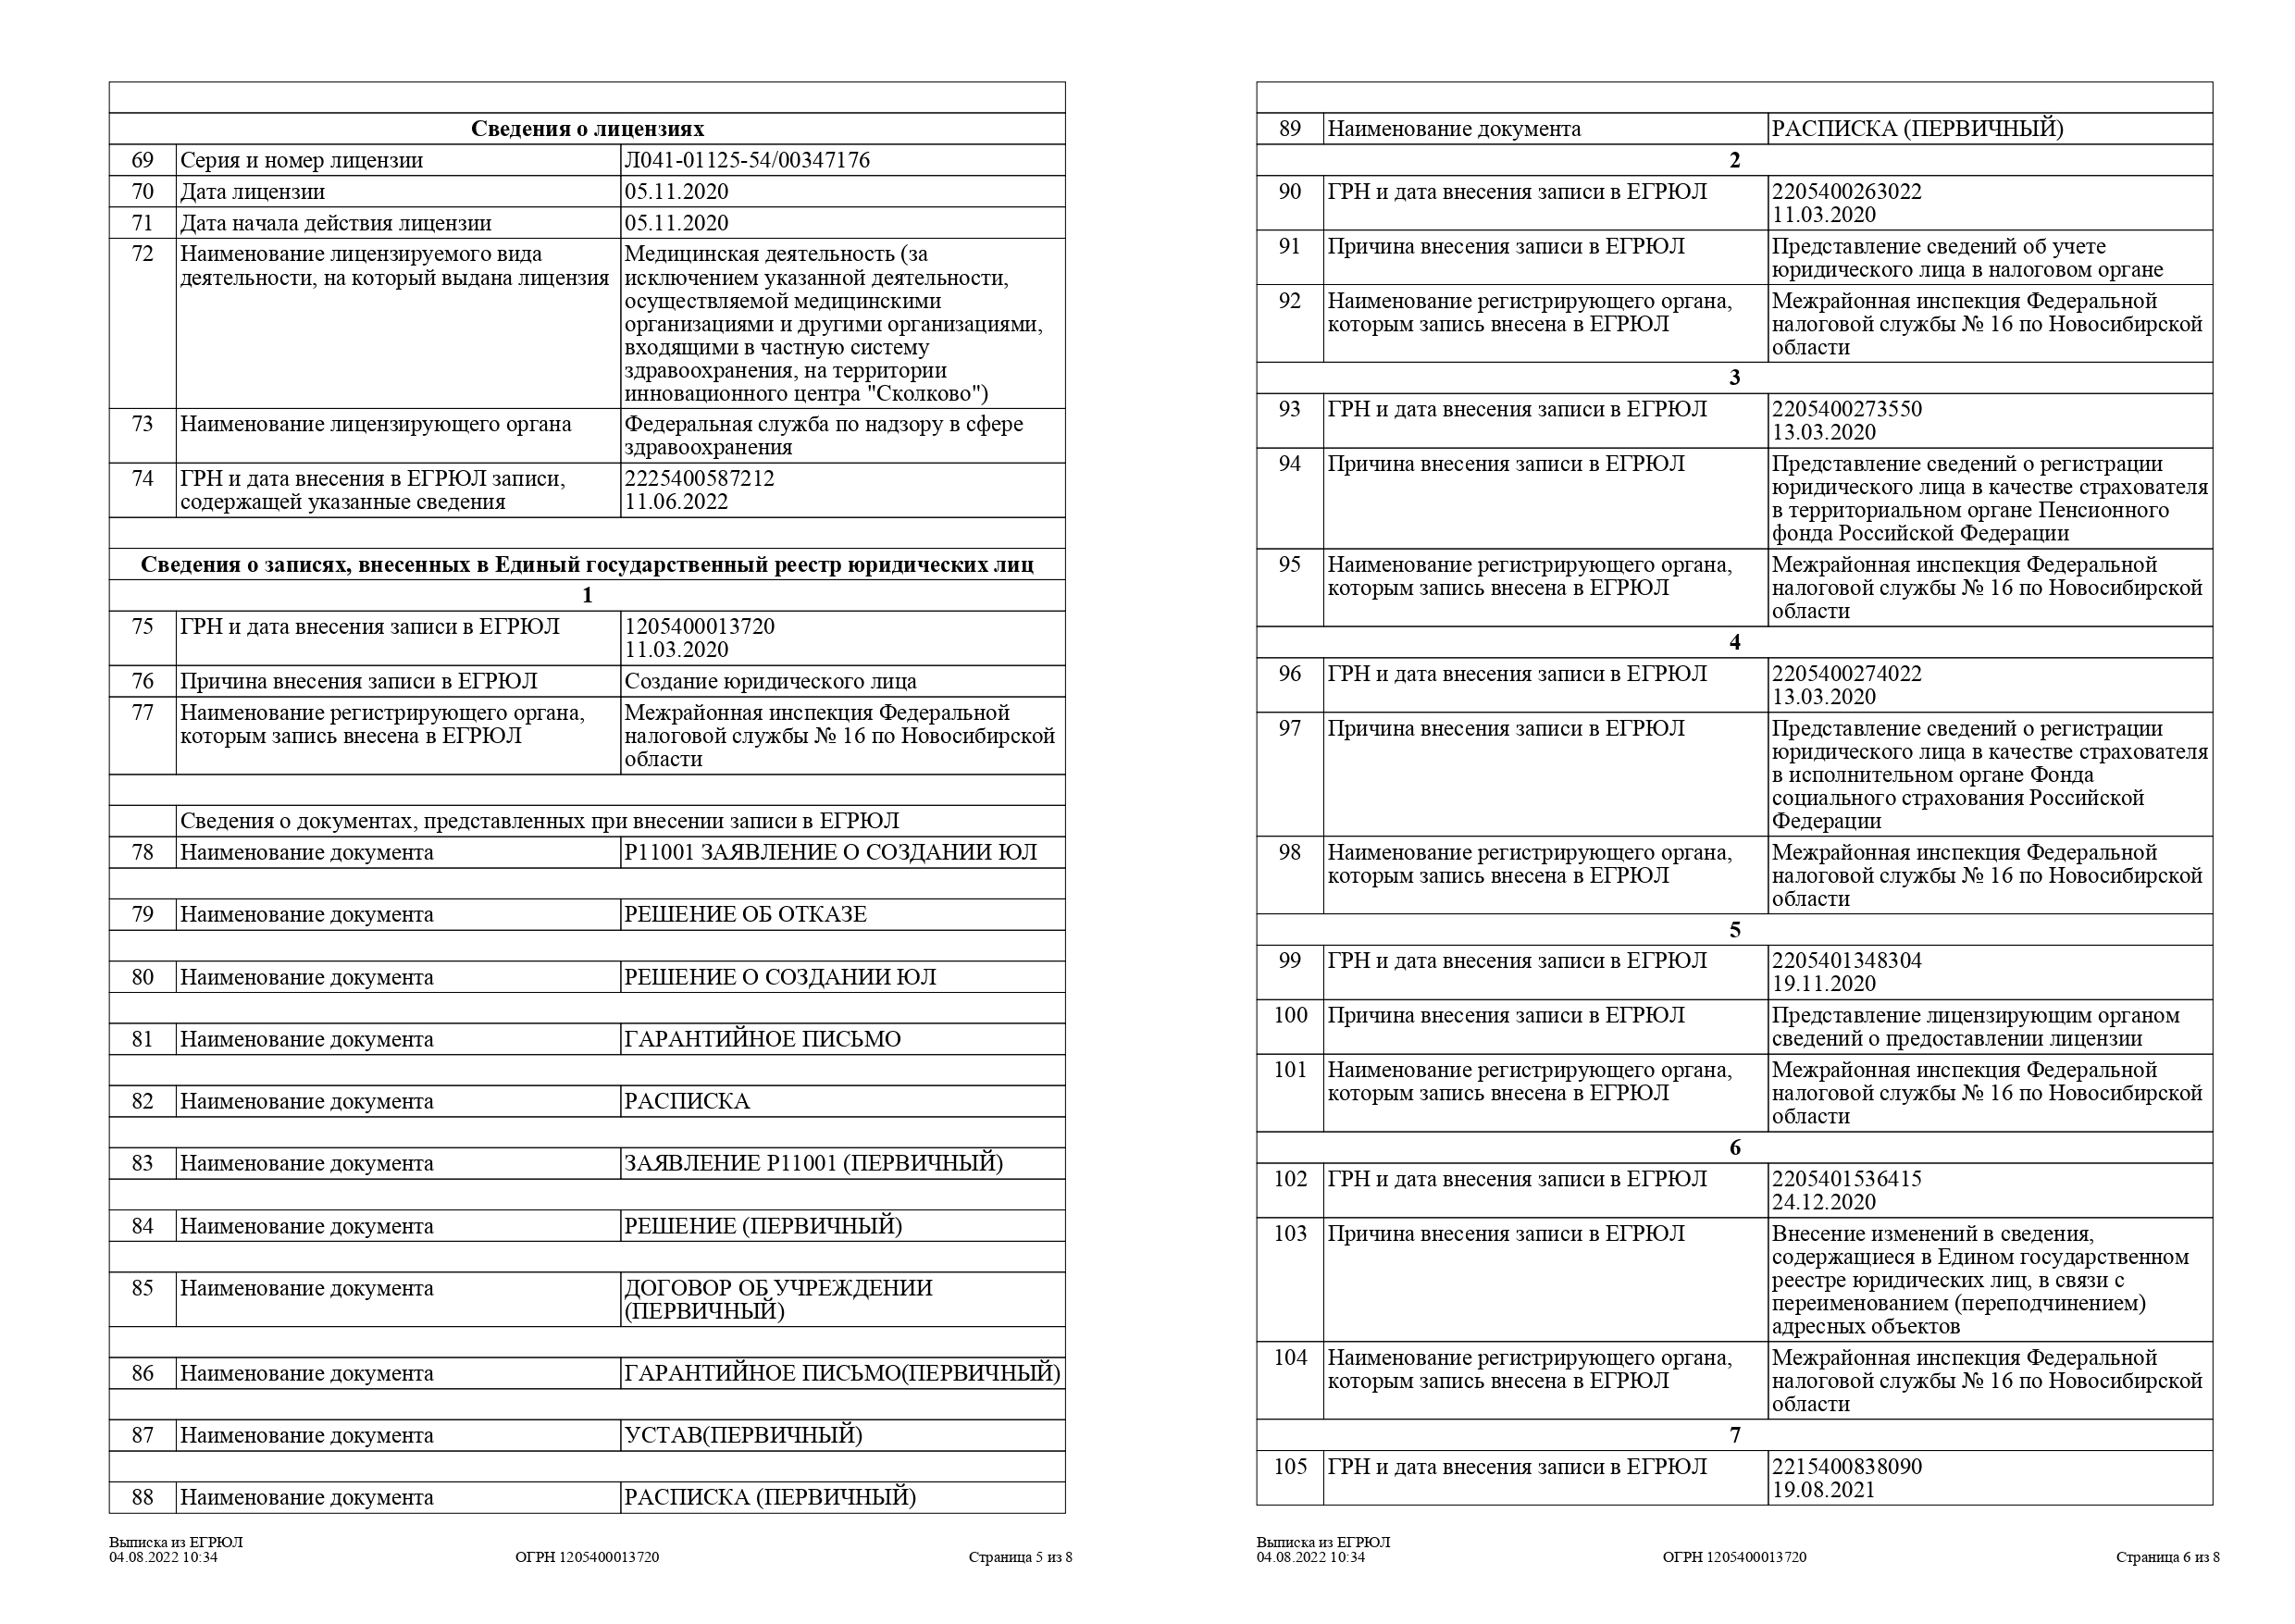 Сведения о лицензиях
69 Серия и номер лицензии Л041-01125-54/00347176
70 Дата лицензии 05.11.2020
71 Дата начала действия лицензии 05.11.2020
72 Наименование лицензируемого вида Медицинская деятельность (за
деятельности, на который выдана лицензия исключением указанной деятельности,
осуществляемой медицинскими
организациями и другими организациями,
входящими в частную систему
здравоохранения, на территории
инновационного центра "Сколково")
73 Наименование лицензирующего органа Федеральная служба по надзору в сфере
здравоохранения
74 ГРН и дата внесения в ЕГРЮЛ записи, 2225400587212
содержащей указанные сведения 11.06.2022
Сведения о записях, внесенных в Единый государственный реестр юридических лиц
1
75 ГРН и дата внесения записи в ЕГРЮЛ 1205400013720
11.03.2020
76 Причина внесения записи в ЕГРЮЛ Создание юридического лица
77 Наименование регистрирующего органа, Межрайонная инспекция Федеральной
которым запись внесена в ЕГРЮЛ налоговой службы № 16 по Новосибирской
области
Сведения о документах, представленных при внесении записи в ЕГРЮЛ
78 Наименование документа Р11001 ЗАЯВЛЕНИЕ О СОЗДАНИИ ЮЛ
79 Наименование документа РЕШЕНИЕ ОБ ОТКАЗЕ
80 Наименование документа РЕШЕНИЕ О СОЗДАНИИ ЮЛ
81 Наименование документа ГАРАНТИЙНОЕ ПИСЬМО
82 Наименование документа РАСПИСКА
83 Наименование документа ЗАЯВЛЕНИЕ Р11001 (ПЕРВИЧНЫЙ)
84 Наименование документа РЕШЕНИЕ (ПЕРВИЧНЫЙ)
85 Наименование документа ДОГОВОР ОБ УЧРЕЖДЕНИИ
(ПЕРВИЧНЫЙ)
86 Наименование документа ГАРАНТИЙНОЕ ПИСЬМО(ПЕРВИЧНЫЙ)
87 Наименование документа УСТАВ(ПЕРВИЧНЫЙ)
88 Наименование документа РАСПИСКА (ПЕРВИЧНЫЙ)
Выписка из ЕГРЮЛ
04.08.2022 10:34 ОГРН 1205400013720 Страница 5 из 8
89 Наименование документа РАСПИСКА (ПЕРВИЧНЫЙ)
2
90 ГРН и дата внесения записи в ЕГРЮЛ 2205400263022
11.03.2020
91 Причина внесения записи в ЕГРЮЛ Представление сведений об учете
юридического лица в налоговом органе
92 Наименование регистрирующего органа, Межрайонная инспекция Федеральной
которым запись внесена в ЕГРЮЛ налоговой службы № 16 по Новосибирской
области
3
93 ГРН и дата внесения записи в ЕГРЮЛ 2205400273550
13.03.2020
94 Причина внесения записи в ЕГРЮЛ Представление сведений о регистрации
юридического лица в качестве страхователя
в территориальном органе Пенсионного
фонда Российской Федерации
95 Наименование регистрирующего органа, Межрайонная инспекция Федеральной
которым запись внесена в ЕГРЮЛ налоговой службы № 16 по Новосибирской
области
4
96 ГРН и дата внесения записи в ЕГРЮЛ 2205400274022
13.03.2020
97 Причина внесения записи в ЕГРЮЛ Представление сведений о регистрации
юридического лица в качестве страхователя
в исполнительном органе Фонда
социального страхования Российской
Федерации
98 Наименование регистрирующего органа, Межрайонная инспекция Федеральной
которым запись внесена в ЕГРЮЛ налоговой службы № 16 по Новосибирской
области
5
99 ГРН и дата внесения записи в ЕГРЮЛ 2205401348304
19.11.2020
100 Причина внесения записи в ЕГРЮЛ Представление лицензирующим органом
сведений о предоставлении лицензии
101 Наименование регистрирующего органа, Межрайонная инспекция Федеральной
которым запись внесена в ЕГРЮЛ налоговой службы № 16 по Новосибирской
области
6
102 ГРН и дата внесения записи в ЕГРЮЛ 2205401536415
24.12.2020
103 Причина внесения записи в ЕГРЮЛ Внесение изменений в сведения,
содержащиеся в Едином государственном
реестре юридических лиц, в связи с
переименованием (переподчинением)
адресных объектов
104 Наименование регистрирующего органа, Межрайонная инспекция Федеральной
которым запись внесена в ЕГРЮЛ налоговой службы № 16 по Новосибирской
области
7
105 ГРН и дата внесения записи в ЕГРЮЛ 2215400838090
19.08.2021
Выписка из ЕГРЮЛ
04.08.2022 10:34 ОГРН 1205400013720 Страница 6 из 8